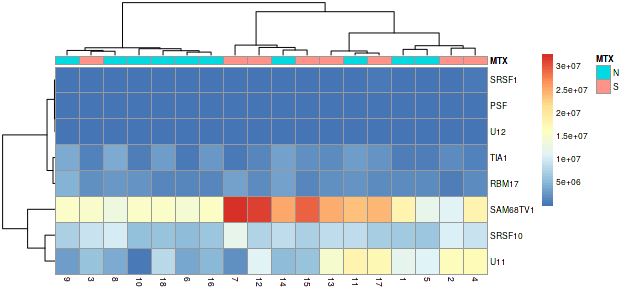 MTX
SRSF1
PSF
U12
TIA1
RBM17
SAM68TV1
SRSF10
U11
9 3 8 10 18 6 16 7 12 14 15 13 11 17 1 5 2 4
3e+07
2.5e+07
2e+07
1.5e+07
1e+07
5e+06
MTX
N
S